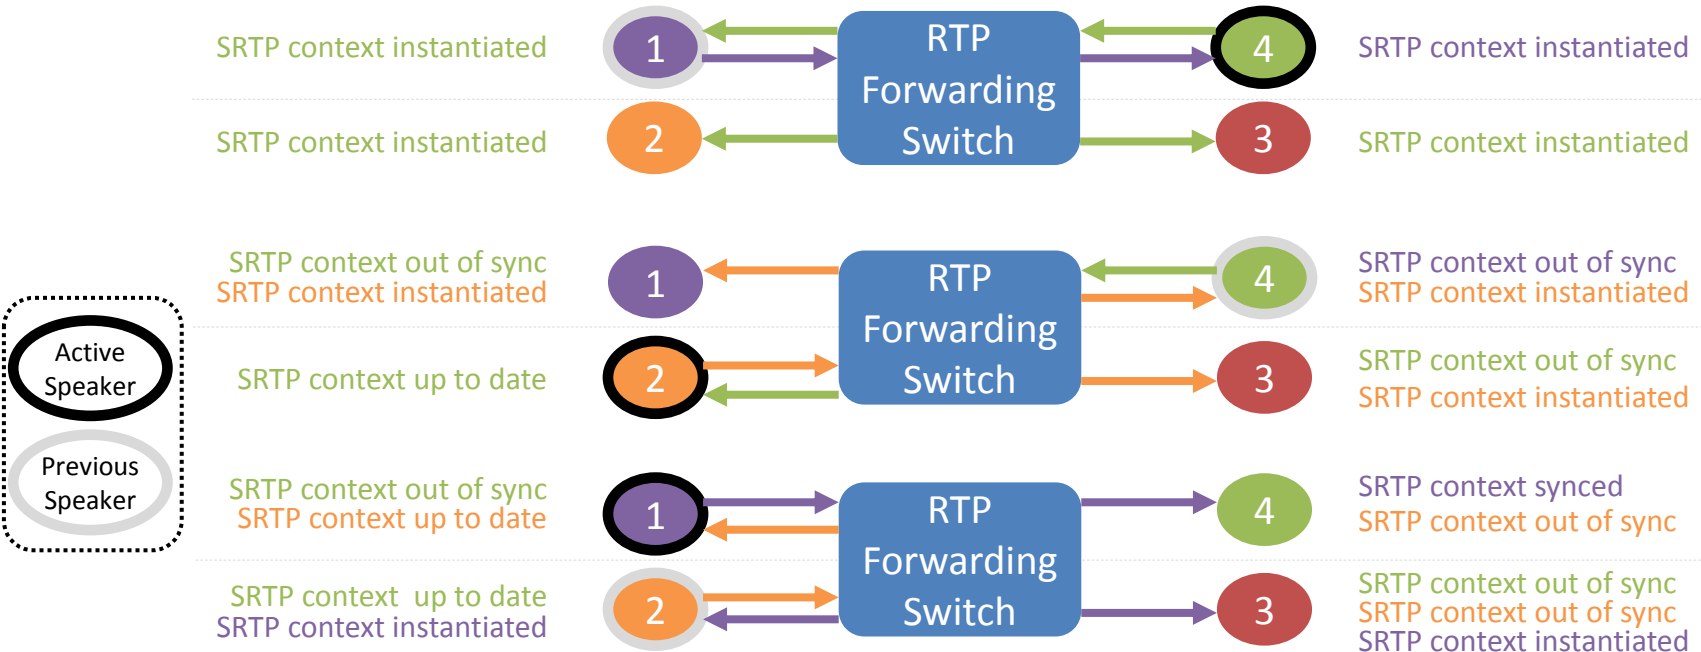 SRTP context instantiated
1
RTP
Forwarding
Switch
4
SRTP context instantiated
SRTP context instantiated
2
3
SRTP context instantiated
SRTP context out of sync
SRTP context instantiated
1
RTP
Forwarding
Switch
4
SRTP context out of sync
SRTP context instantiated
SRTP context up to date
2
3
SRTP context out of sync
SRTP context instantiated
Active
Speaker
Previous
Speaker
SRTP context out of sync
SRTP context up to date
1
RTP
Forwarding
Switch
4
SRTP context synced
SRTP context out of sync
SRTP context  up to date
SRTP context instantiated
2
3
SRTP context out of sync
SRTP context out of sync
SRTP context instantiated